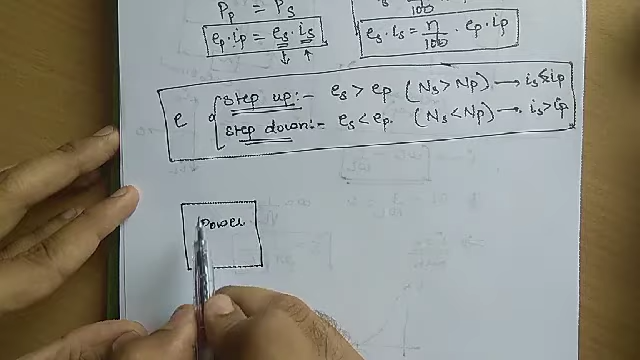 Pp = Ps
ep.ip = es.is
100
es.is = η/100 . ep.ip
e { Step up:- es > ep (Ns > Np) → is < ip
Step down:- es < ep (Ns < Np) → is > ip
Power